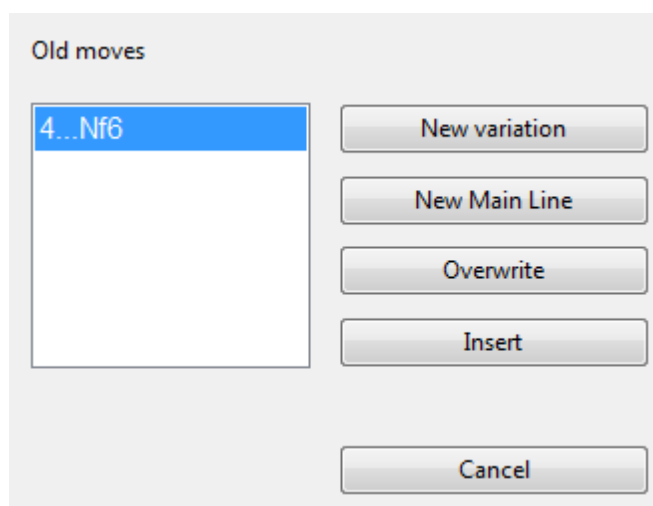 Old moves
4...Nf6
New variation
New Main Line
Overwrite
Insert
Cancel